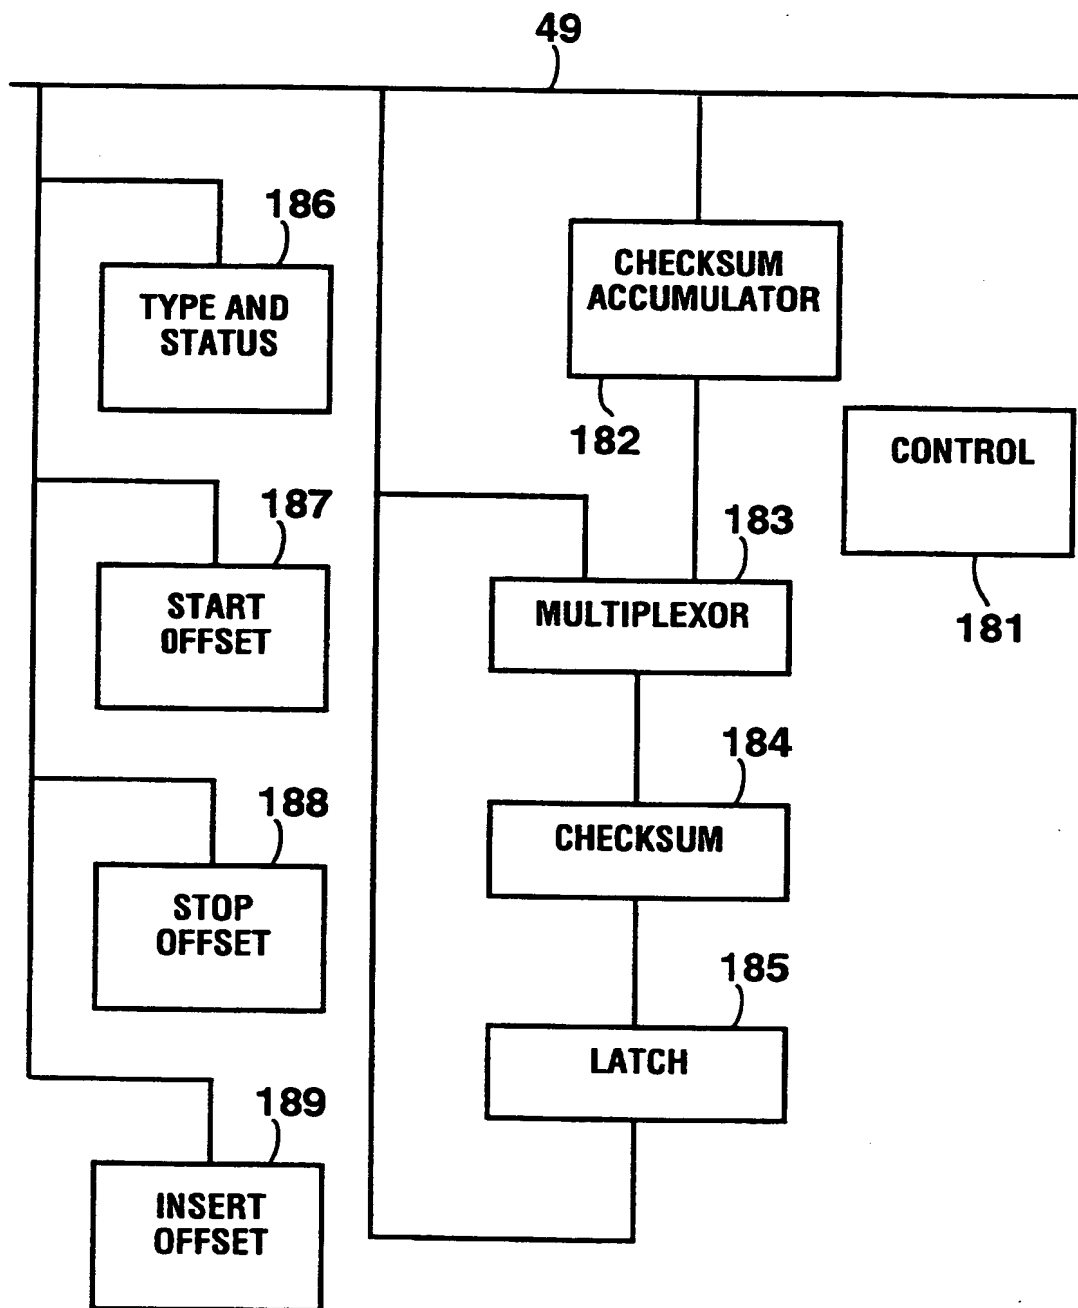 49
186
TYPE AND
STATUS
CHECKSUM
ACCUMULATOR
182
CONTROL
181
187
START
OFFSET
183
MULTIPLEXOR
184
CHECKSUM
188
STOP
OFFSET
185
LATCH
189
INSERT
OFFSET